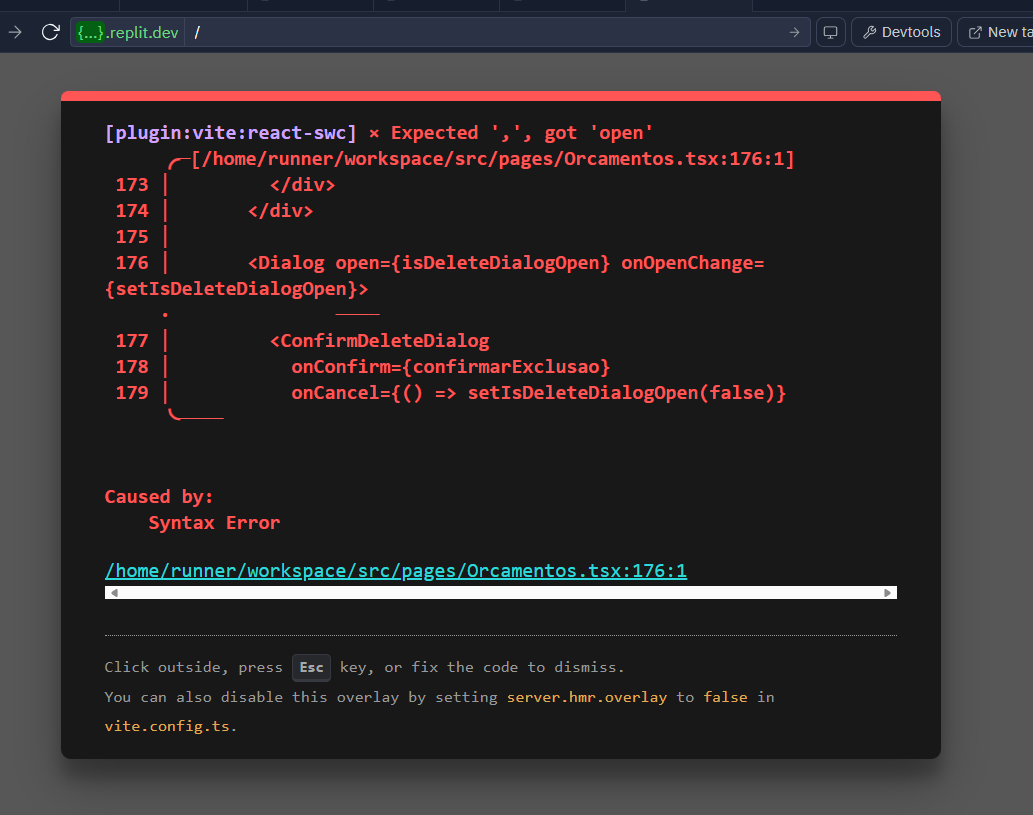 {...}.replit.dev /
Devtools
New ta
[plugin:vite:react-swc] × Expected ',', got 'open'
╭─[/home/runner/workspace/src/pages/Orcamentos.tsx:176:1]
173 │ </div>
174 │ </div>
175 │
176 │ <Dialog open={isDeleteDialogOpen} onOpenChange=
{setIsDeleteDialogOpen}>
· ────
177 │ <ConfirmDeleteDialog
178 │ onConfirm={confirmarExclusao}
179 │ onCancel={() => setIsDeleteDialogOpen(false)}
╰────
Caused by:
Syntax Error
/home/runner/workspace/src/pages/Orcamentos.tsx:176:1
Click outside, press Esc key, or fix the code to dismiss.
You can also disable this overlay by setting server.hmr.overlay to false in
vite.config.ts.